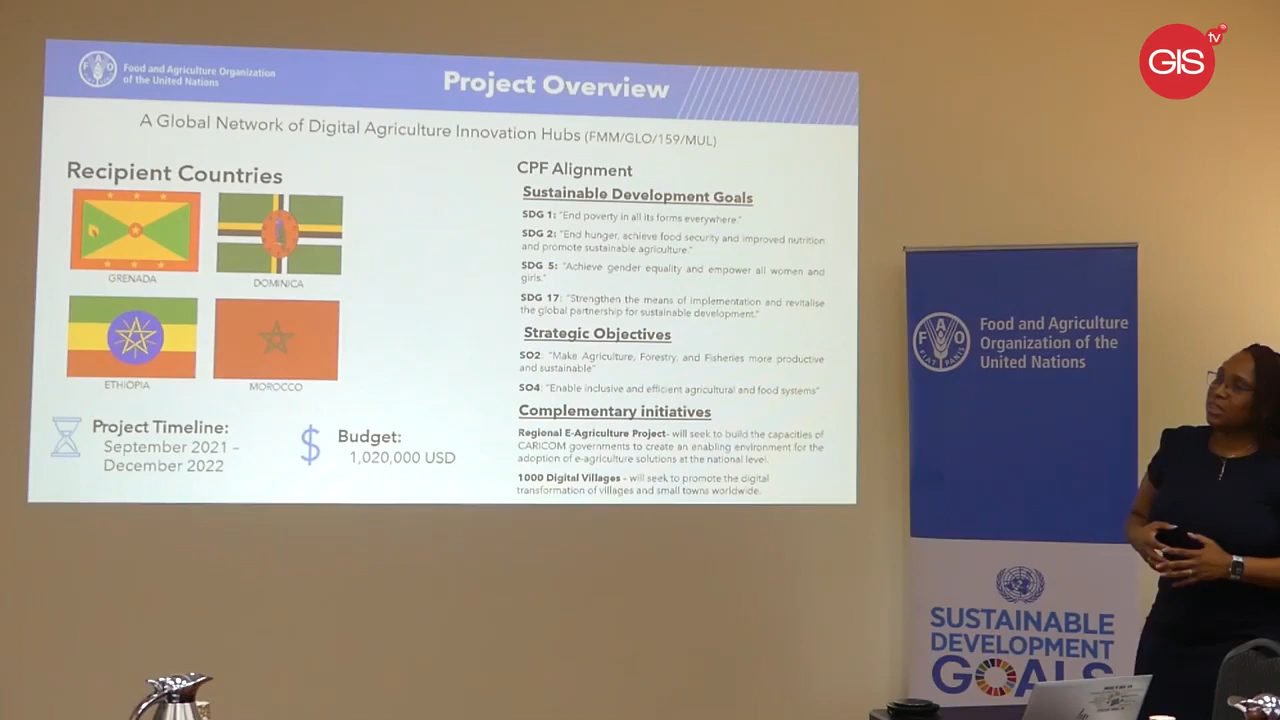 GIS tv
FAO
Food and Agriculture Organization
of the United Nations
Project Overview
A Global Network of Digital Agriculture Innovation Hubs (FMM/GLO/159/MUL)
Recipient Countries
GRENADA
DOMINICA
ETHIOPIA
MOROCCO
Project Timeline:
September 2021 –
December 2022
$
Budget:
1,020,000 USD
CPF Alignment
Sustainable Development Goals
SDG 1: "End poverty in all its forms everywhere."
SDG 2: "End hunger, achieve food security and improved nutrition
and promote sustainable agriculture."
SDG 5: "Achieve gender equality and empower all women and
girls."
SDG 17: "Strengthen the means of implementation and revitalise
the global partnership for sustainable development."
Strategic Objectives
SO2: "Make Agriculture, Forestry, and Fisheries more productive
and sustainable"
SO4: "Enable inclusive and efficient agricultural and food systems"
Complementary initiatives
Regional E-Agriculture Project- will seek to build the capacities of
CARICOM governments to create an enabling environment for the
adoption of e-agriculture solutions at the national level.
1000 Digital Villages - will seek to promote the digital
transformation of villages and small towns worldwide.
FAO
FIAT PANIS
Food and Agriculture
Organization of the
United Nations
SUSTAINABLE
DEVELOPMENT
GOALS
hp